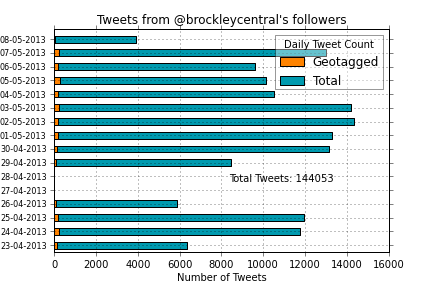 Tweets from @brockleycentral's followers
08-05-2013
07-05-2013
06-05-2013
05-05-2013
04-05-2013
03-05-2013
02-05-2013
01-05-2013
30-04-2013
29-04-2013
28-04-2013
27-04-2013
26-04-2013
25-04-2013
24-04-2013
23-04-2013
Daily Tweet Count
Geotagged
Total
Total Tweets: 144053
0 2000 4000 6000 8000 10000 12000 14000 16000
Number of Tweets